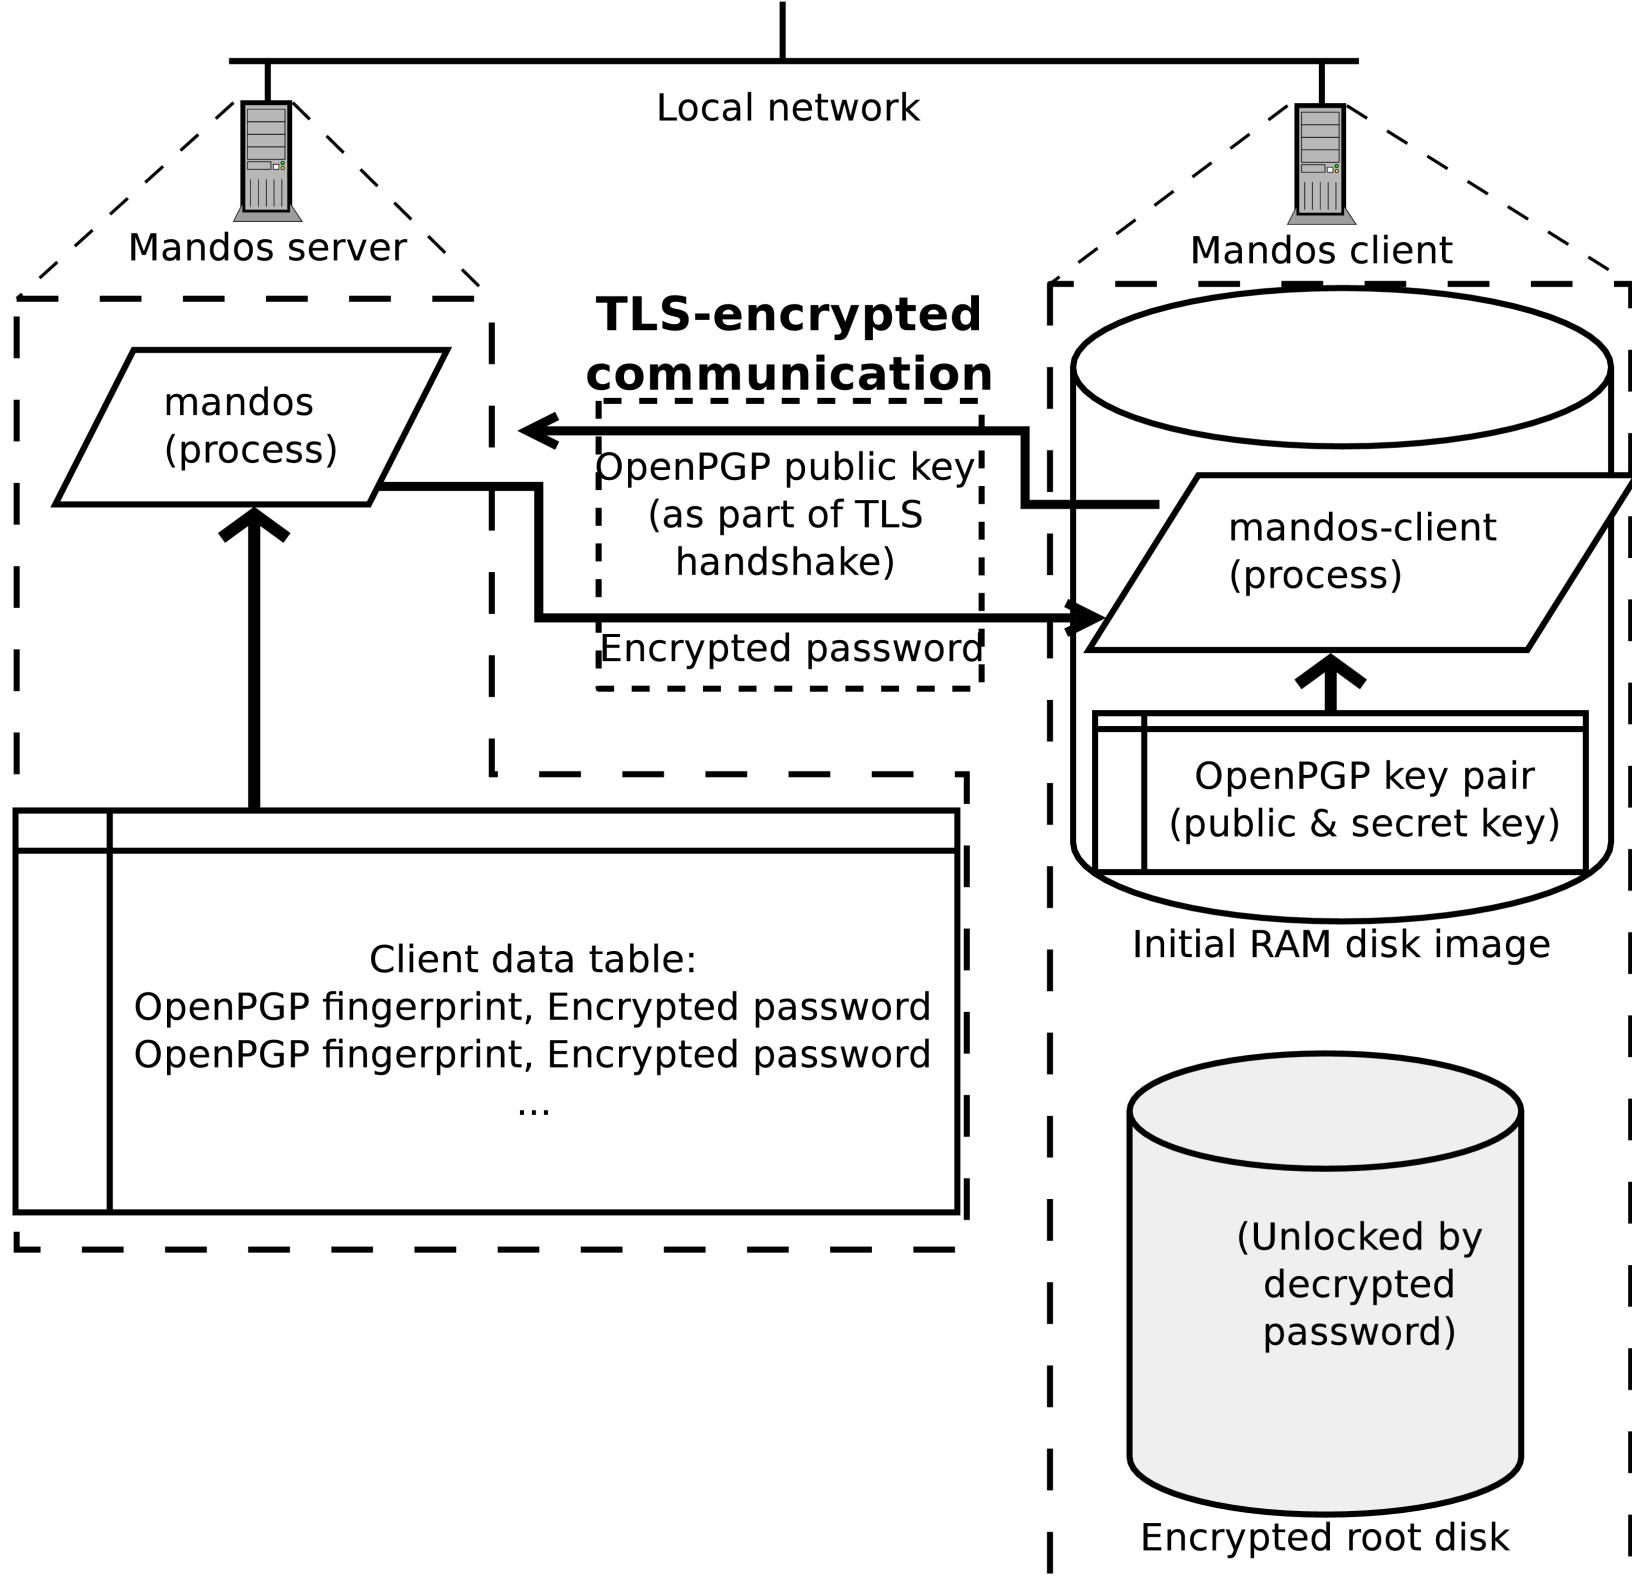 Local network
Mandos server
Mandos client
TLS-encrypted
communication
mandos
(process)
OpenPGP public key
(as part of TLS
handshake)
Encrypted password
mandos-client
(process)
OpenPGP key pair
(public & secret key)
Initial RAM disk image
Client data table:
OpenPGP fingerprint, Encrypted password
OpenPGP fingerprint, Encrypted password
...
(Unlocked by
decrypted
password)
Encrypted root disk